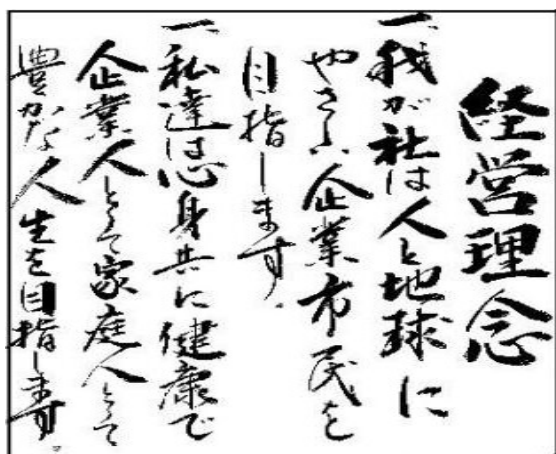 経営理念
一、我が社は人と地球に
やさしい企業市民を
目指します。
一、私達は心身共に健康で
企業人として家庭人として
豊かな人生を目指します。